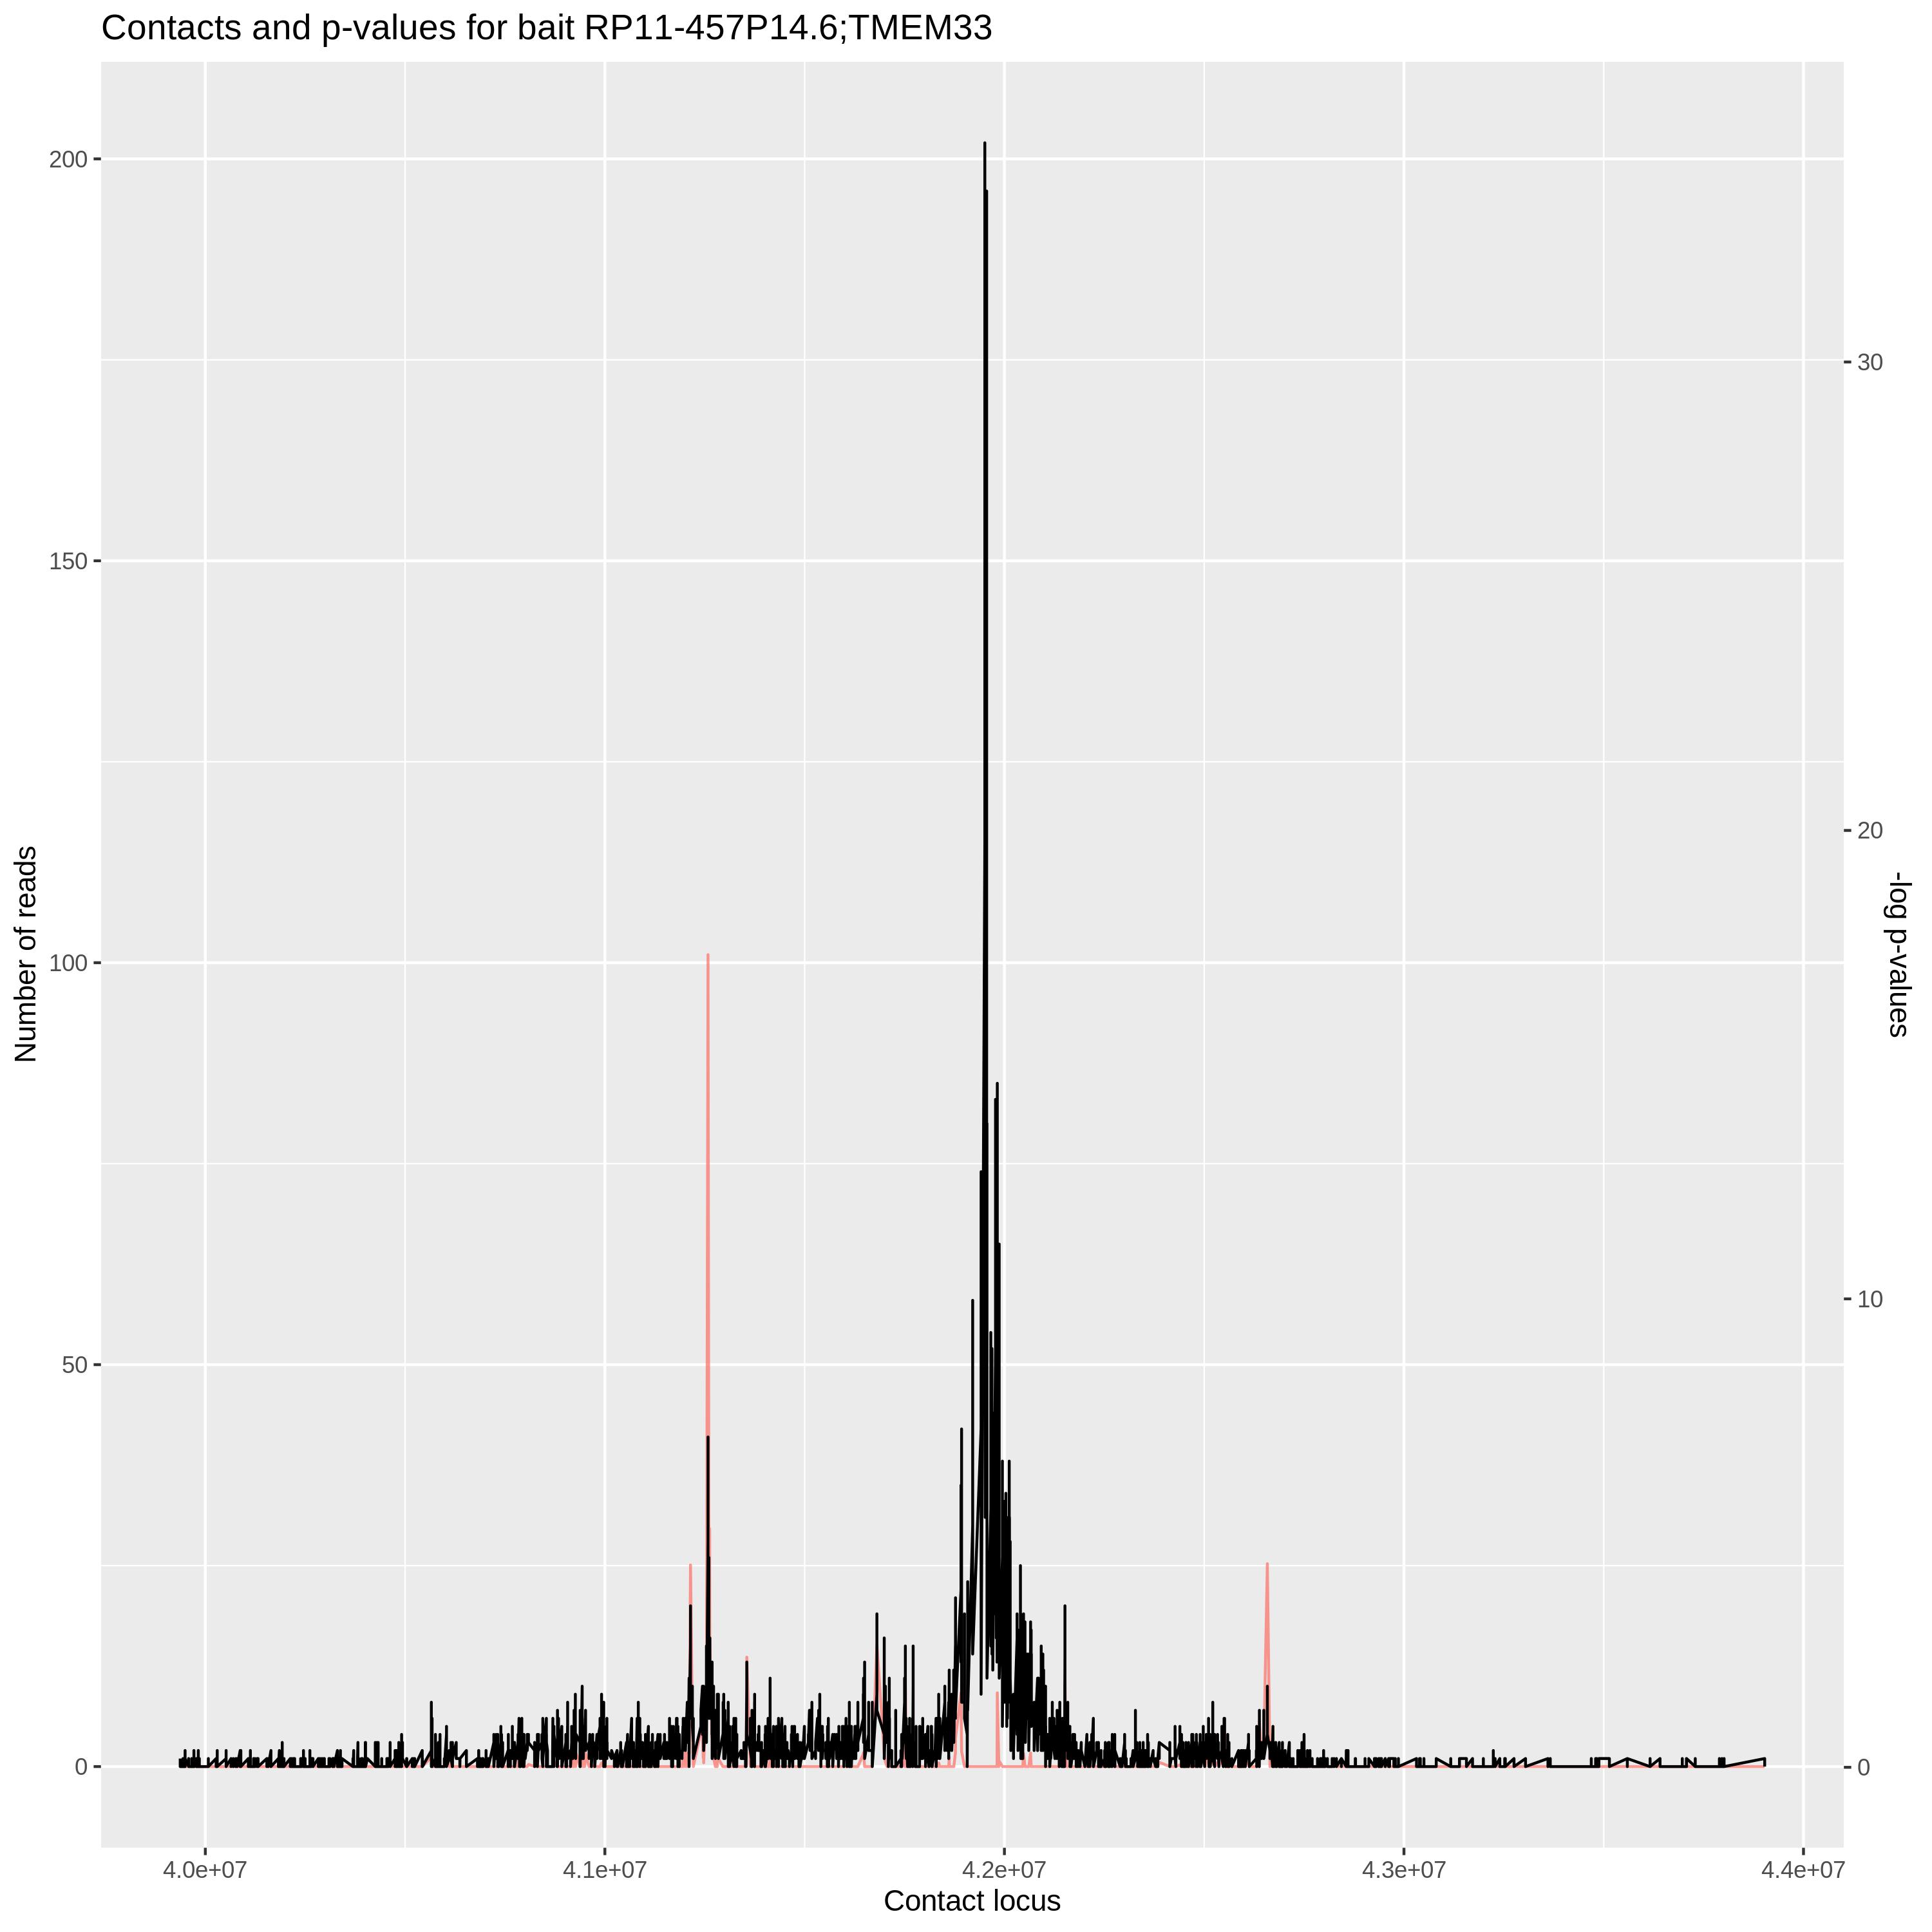 Contacts and p-values for bait RP11-457P14.6;TMEM33
200
150
100
50
0
Number of reads
30
20
10
0
-log p-values
4.0e+07
4.1e+07
4.2e+07
4.3e+07
4.4e+07
Contact locus